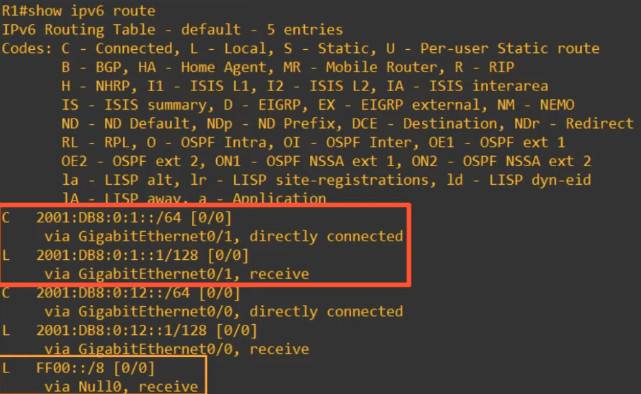 R1#show ipv6 route
IPv6 Routing Table - default - 5 entries
Codes: C - Connected, L - Local, S - Static, U - Per-user Static route
B - BGP, HA - Home Agent, MR - Mobile Router, R - RIP
H - NHRP, I1 - ISIS L1, I2 - ISIS L2, IA - ISIS interarea
IS - ISIS summary, D - EIGRP, EX - EIGRP external, NM - NEMO
ND - ND Default, NDp - ND Prefix, DCE - Destination, NDr - Redirect
RL - RPL, O - OSPF Intra, OI - OSPF Inter, OE1 - OSPF ext 1
OE2 - OSPF ext 2, ON1 - OSPF NSSA ext 1, ON2 - OSPF NSSA ext 2
la - LISP alt, lr - LISP site-registrations, ld - LISP dyn-eid
lA - LISP away, a - Application
C 2001:DB8:0:1::/64 [0/0]
via GigabitEthernet0/1, directly connected
L 2001:DB8:0:1::1/128 [0/0]
via GigabitEthernet0/1, receive
C 2001:DB8:0:12::/64 [0/0]
via GigabitEthernet0/0, directly connected
L 2001:DB8:0:12::1/128 [0/0]
via GigabitEthernet0/0, receive
L FF00::/8 [0/0]
via Null0, receive